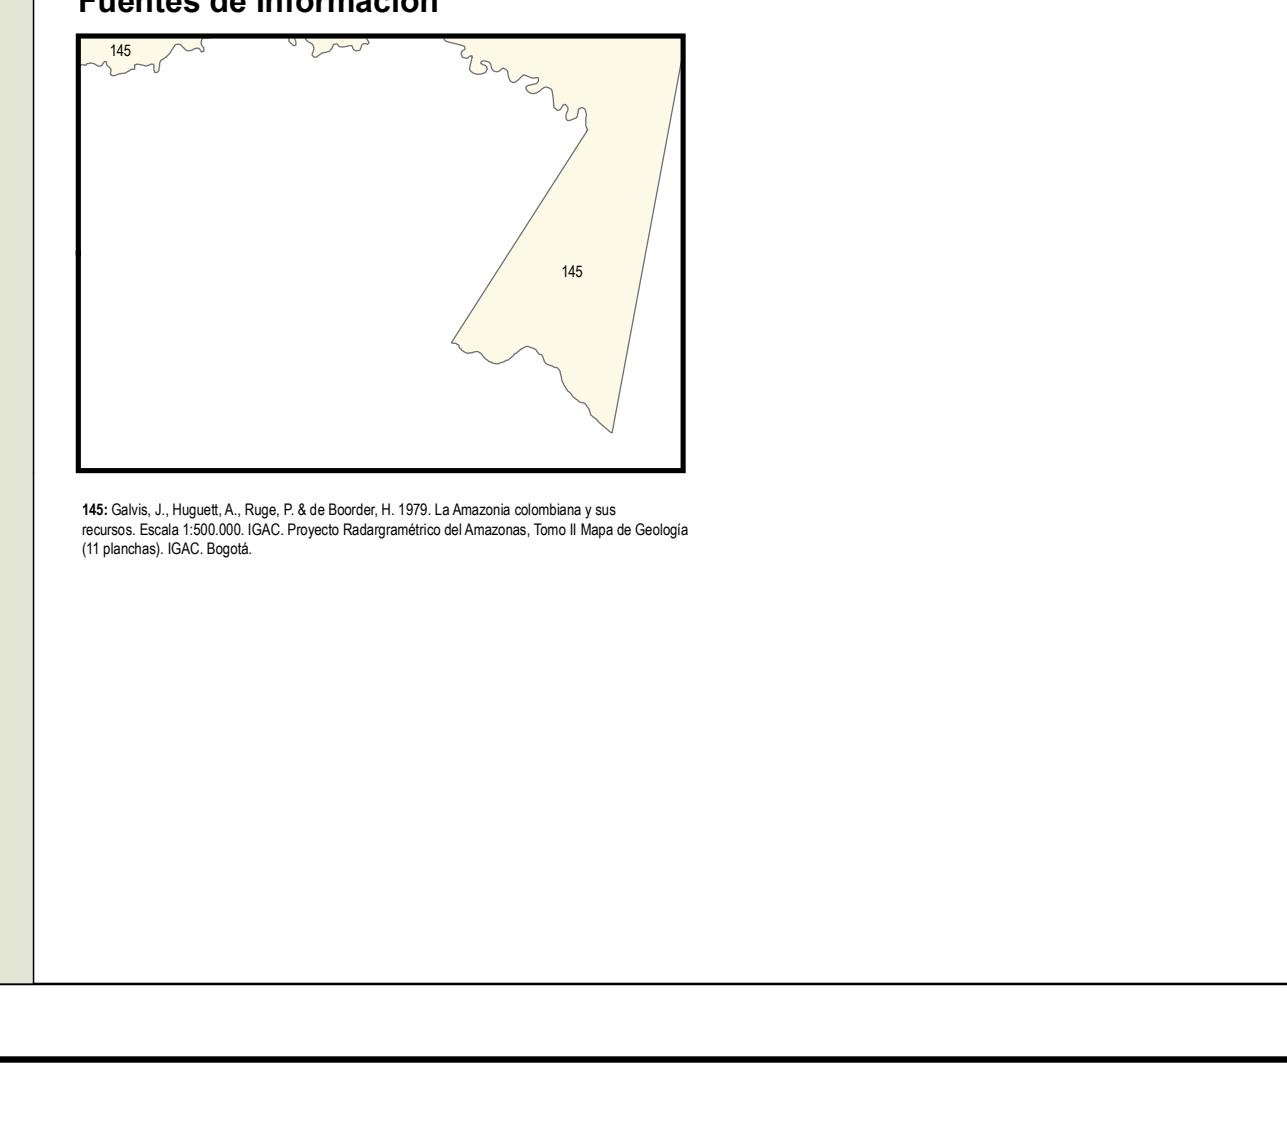 Fuentes de Información
145
145
145: Galvis, J., Huguett, A., Ruge, P. & de Boorder, H. 1979. La Amazonia colombiana y sus
recursos. Escala 1:500.000. IGAC. Proyecto Radargramétrico del Amazonas, Tomo II Mapa de Geología
(11 planchas). IGAC. Bogotá.